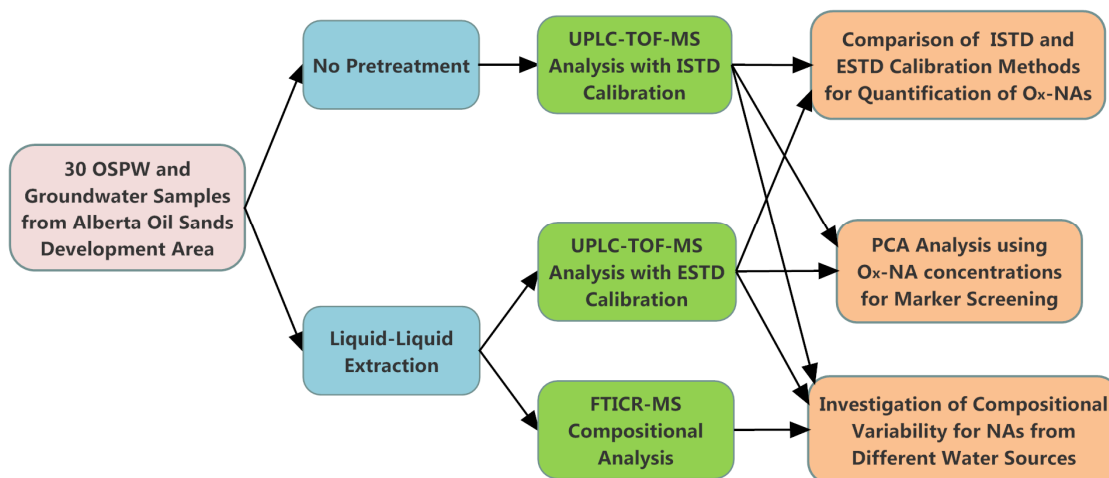 30 OSPW and
Groundwater Samples
from Alberta Oil Sands
Development Area
No Pretreatment
Liquid-Liquid
Extraction
UPLC-TOF-MS
Analysis with ISTD
Calibration
UPLC-TOF-MS
Analysis with ESTD
Calibration
FTICR-MS
Compositional
Analysis
Comparison of ISTD and
ESTD Calibration Methods
for Quantification of Ox-NAs
PCA Analysis using
Ox-NA concentrations
for Marker Screening
Investigation of Compositional
Variability for NAs from
Different Water Sources